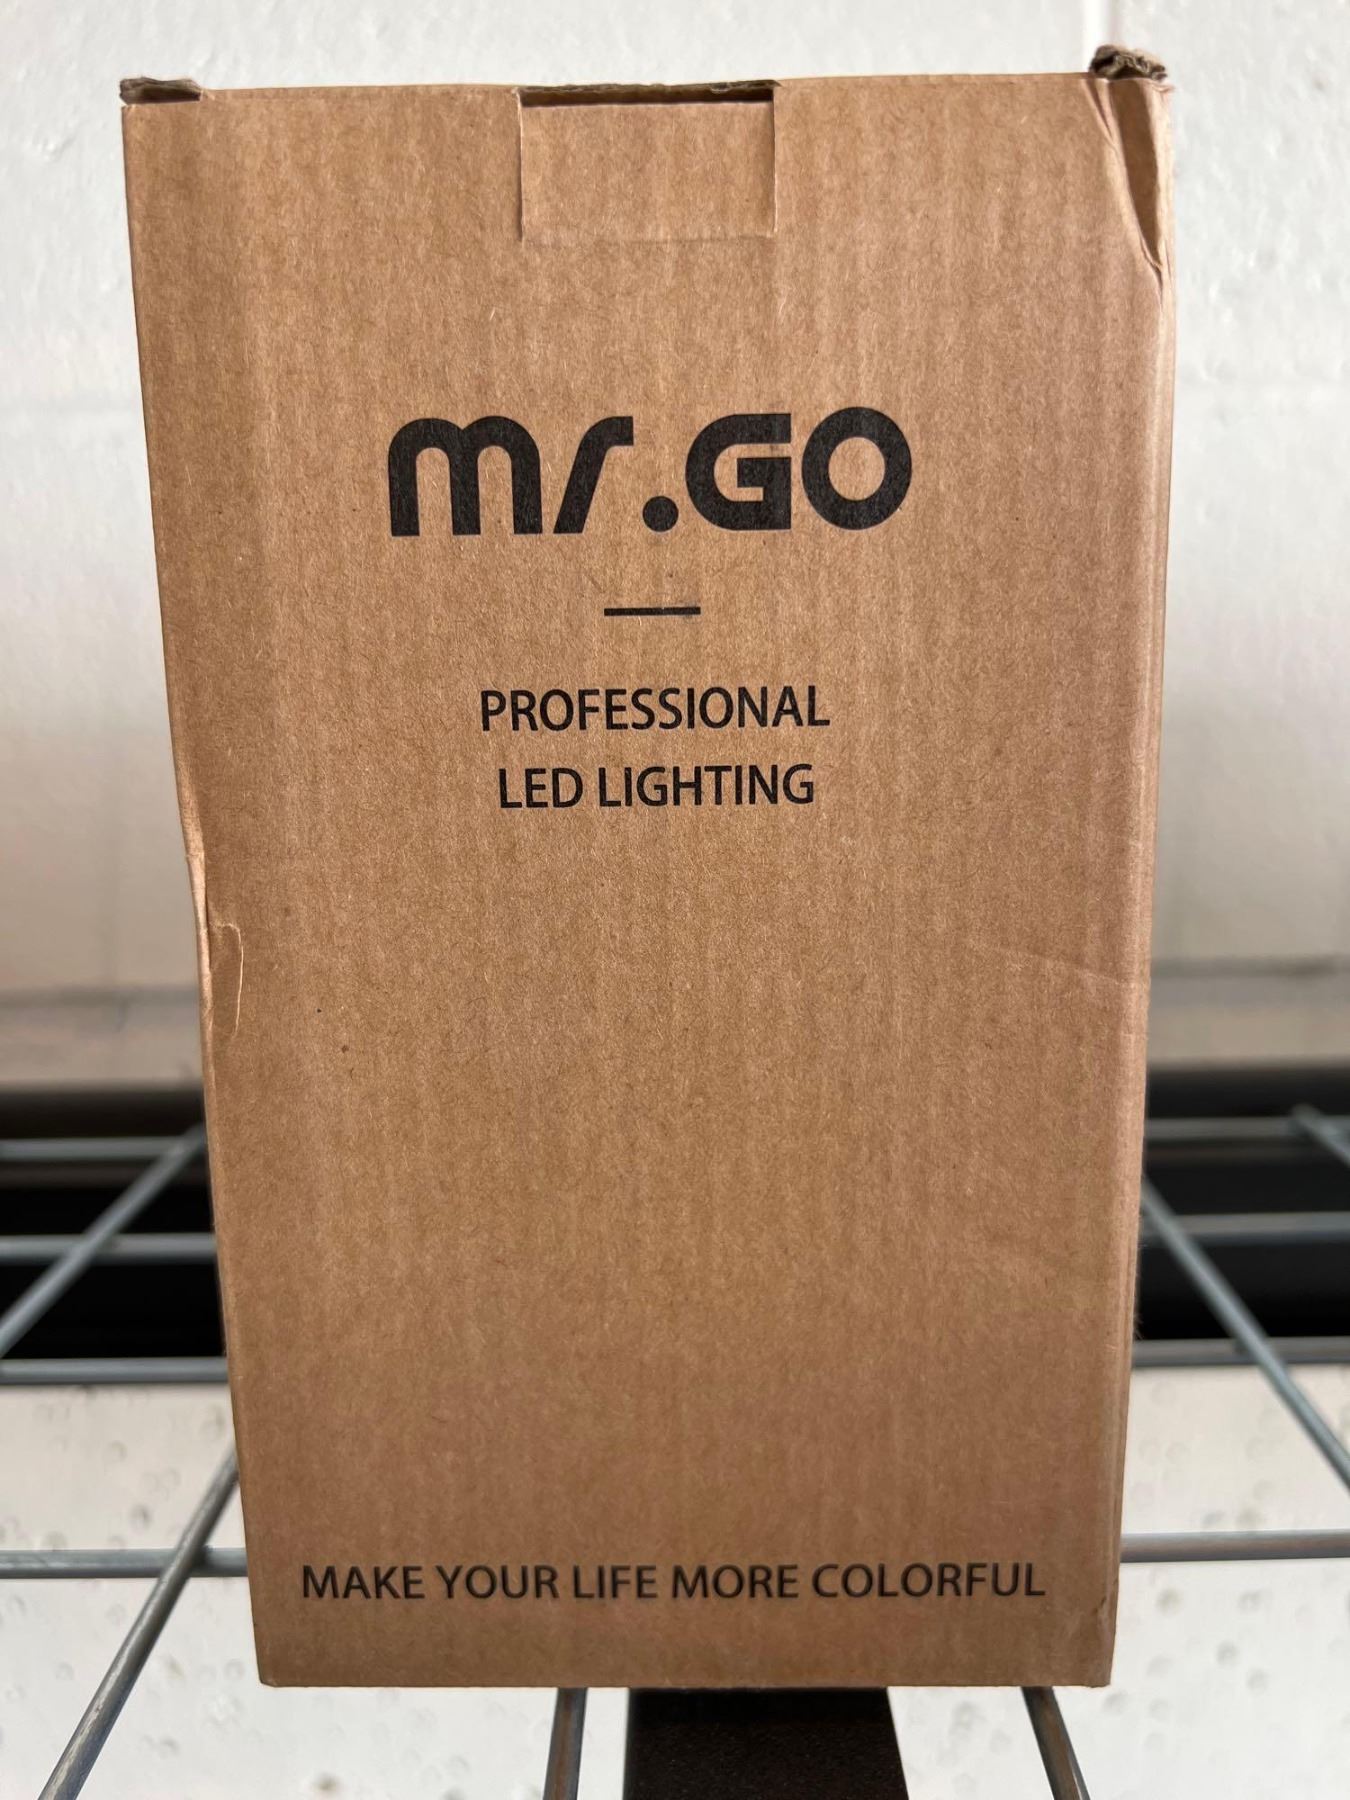 mr.GO
PROFESSIONAL
LED LIGHTING
MAKE YOUR LIFE MORE COLORFUL